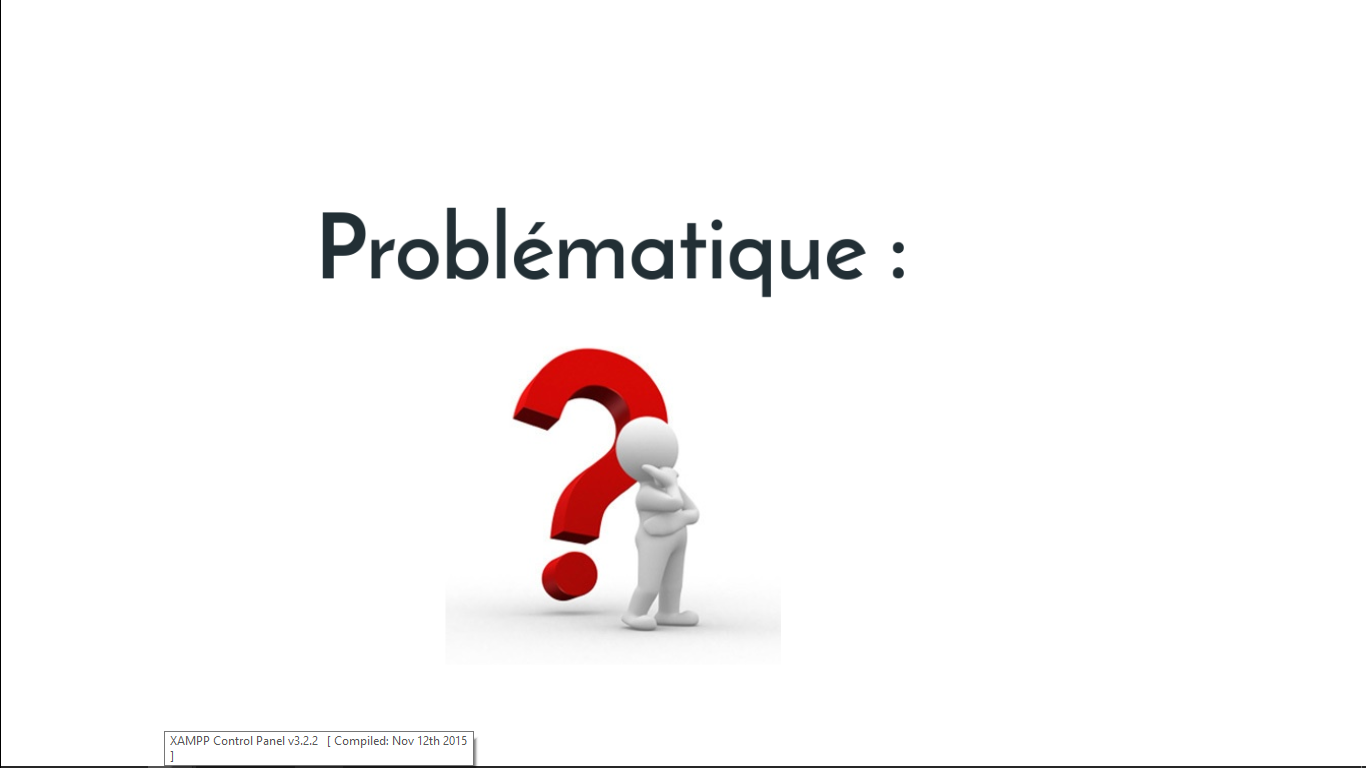 Problématique :
XAMPP Control Panel v3.2.2 [ Compiled: Nov 12th 2015
]